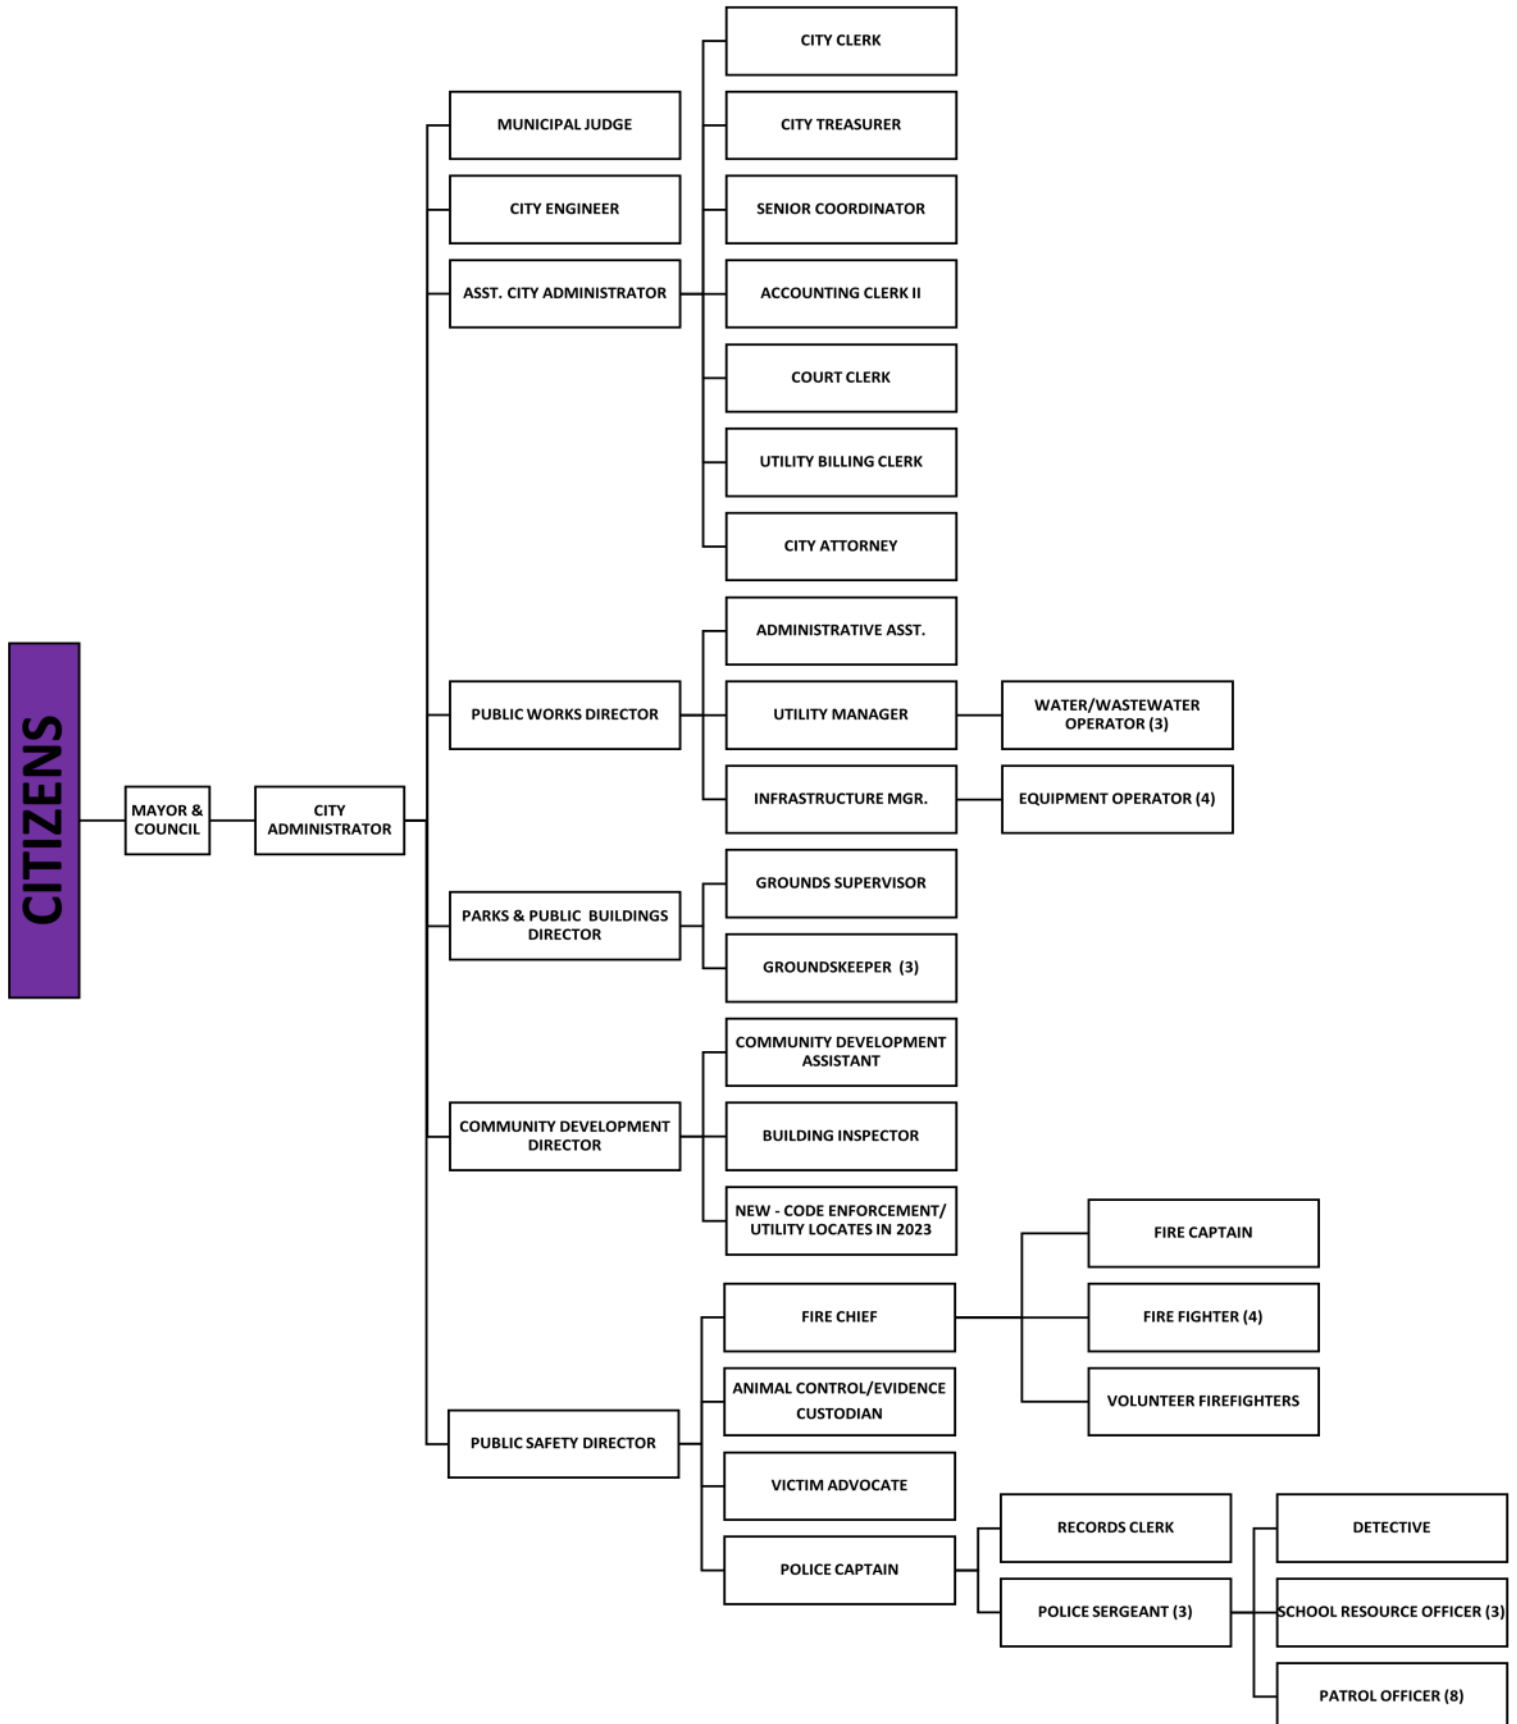 CITY CLERK
MUNICIPAL JUDGE
CITY TREASURER
CITY ENGINEER
SENIOR COORDINATOR
ASST. CITY ADMINISTRATOR
ACCOUNTING CLERK II
COURT CLERK
UTILITY BILLING CLERK
CITY ATTORNEY
ADMINISTRATIVE ASST.
PUBLIC WORKS DIRECTOR
UTILITY MANAGER
WATER/WASTEWATER
OPERATOR (3)
INFRASTRUCTURE MGR.
EQUIPMENT OPERATOR (4)
CITIZENS
MAYOR &
COUNCIL
CITY
ADMINISTRATOR
GROUNDS SUPERVISOR
PARKS & PUBLIC BUILDINGS
DIRECTOR
GROUNDSKEEPER (3)
COMMUNITY DEVELOPMENT
ASSISTANT
COMMUNITY DEVELOPMENT
DIRECTOR
BUILDING INSPECTOR
NEW - CODE ENFORCEMENT/
UTILITY LOCATES IN 2023
FIRE CAPTAIN
FIRE CHIEF
FIRE FIGHTER (4)
ANIMAL CONTROL/EVIDENCE
CUSTODIAN
VOLUNTEER FIREFIGHTERS
PUBLIC SAFETY DIRECTOR
VICTIM ADVOCATE
RECORDS CLERK
DETECTIVE
POLICE CAPTAIN
POLICE SERGEANT (3)
SCHOOL RESOURCE OFFICER (3)
PATROL OFFICER (8)